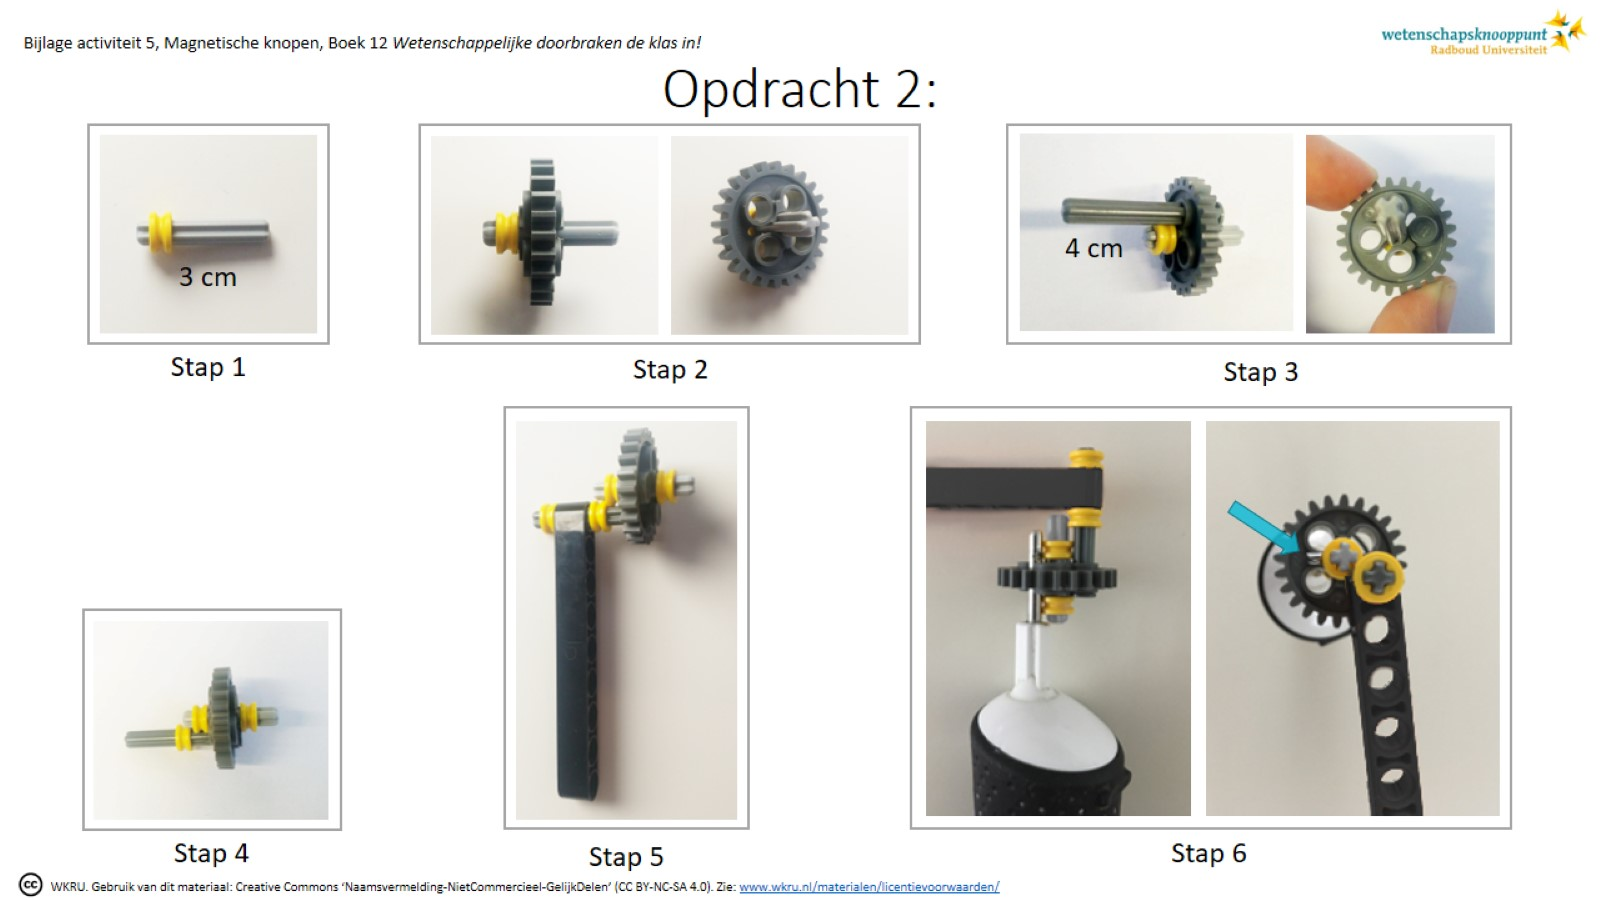 Bijlage activiteit 5, Magnetische knopen, Boek 12 Wetenschappelijke doorbraken de klas in!
wetenschapsknooppunt
Radboud Universiteit
Opdracht 2:
3 cm
4 cm
Stap 1
Stap 2
Stap 3
Stap 4
Stap 5
Stap 6
cc WKRU. Gebruik van dit materiaal: Creative Commons ‘Naamsvermelding-NietCommercieel-GelijkDelen’ (CC BY-NC-SA 4.0). Zie: www.wkru.nl/materialen/licentievoorwaarden/